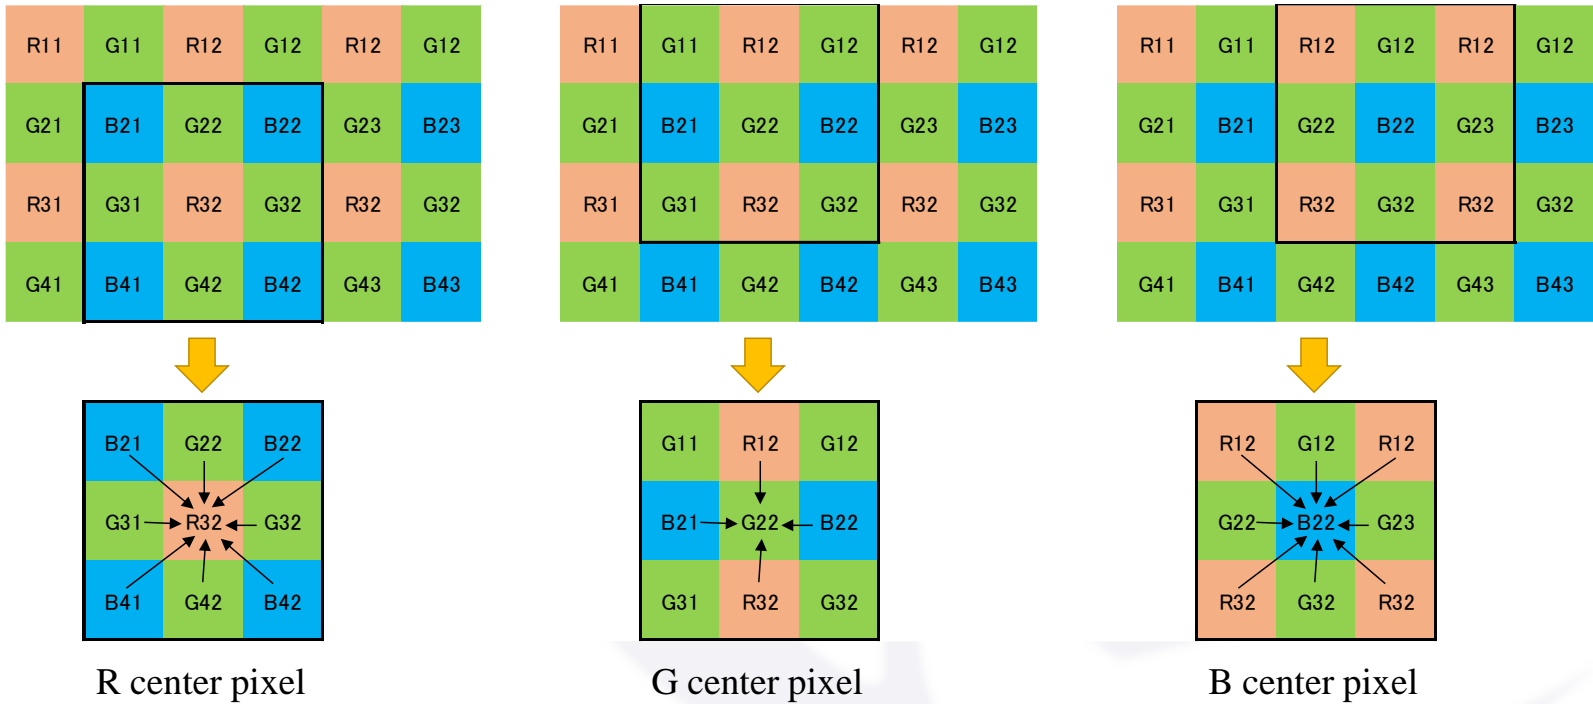 R11 G11 R12 G12 R12 G12
G21 B21 G22 B22 G23 B23
R31 G31 R32 G32 R32 G32
G41 B41 G42 B42 G43 B43
B21 G22 B22
G31 R32 G32
B41 G42 B42
R center pixel
R11 G11 R12 G12 R12 G12
G21 B21 G22 B22 G23 B23
R31 G31 R32 G32 R32 G32
G41 B41 G42 B42 G43 B43
G11 R12 G12
B21 G22 B22
G31 R32 G32
G center pixel
R11 G11 R12 G12 R12 G12
G21 B21 G22 B22 G23 B23
R31 G31 R32 G32 R32 G32
G41 B41 G42 B42 G43 B43
R12 G12 R12
G22 B22 G23
R32 G32 R32
B center pixel